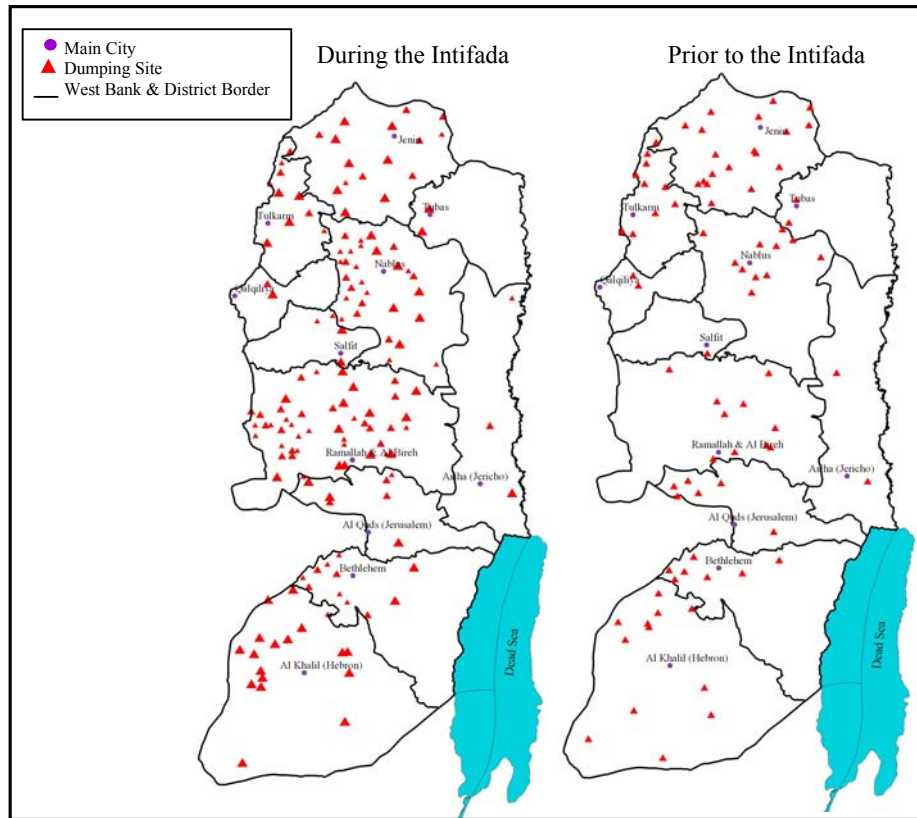 Main City
Dumping Site
West Bank & District Border
During the Intifada
Prior to the Intifada
Jenin
Tubas
Tulkarm
Nablus
Qalqiliya
Salfit
Ramallah & Al Bireh
Ariha (Jericho)
Al Quds (Jerusalem)
Bethlehem
Al Khalil (Hebron)
Dead Sea
Jenin
Tubas
Tulkarm
Nablus
Qalqiliya
Salfit
Ramallah & Al Bireh
Ariha (Jericho)
Al Quds (Jerusalem)
Bethlehem
Al Khalil (Hebron)
Dead Sea